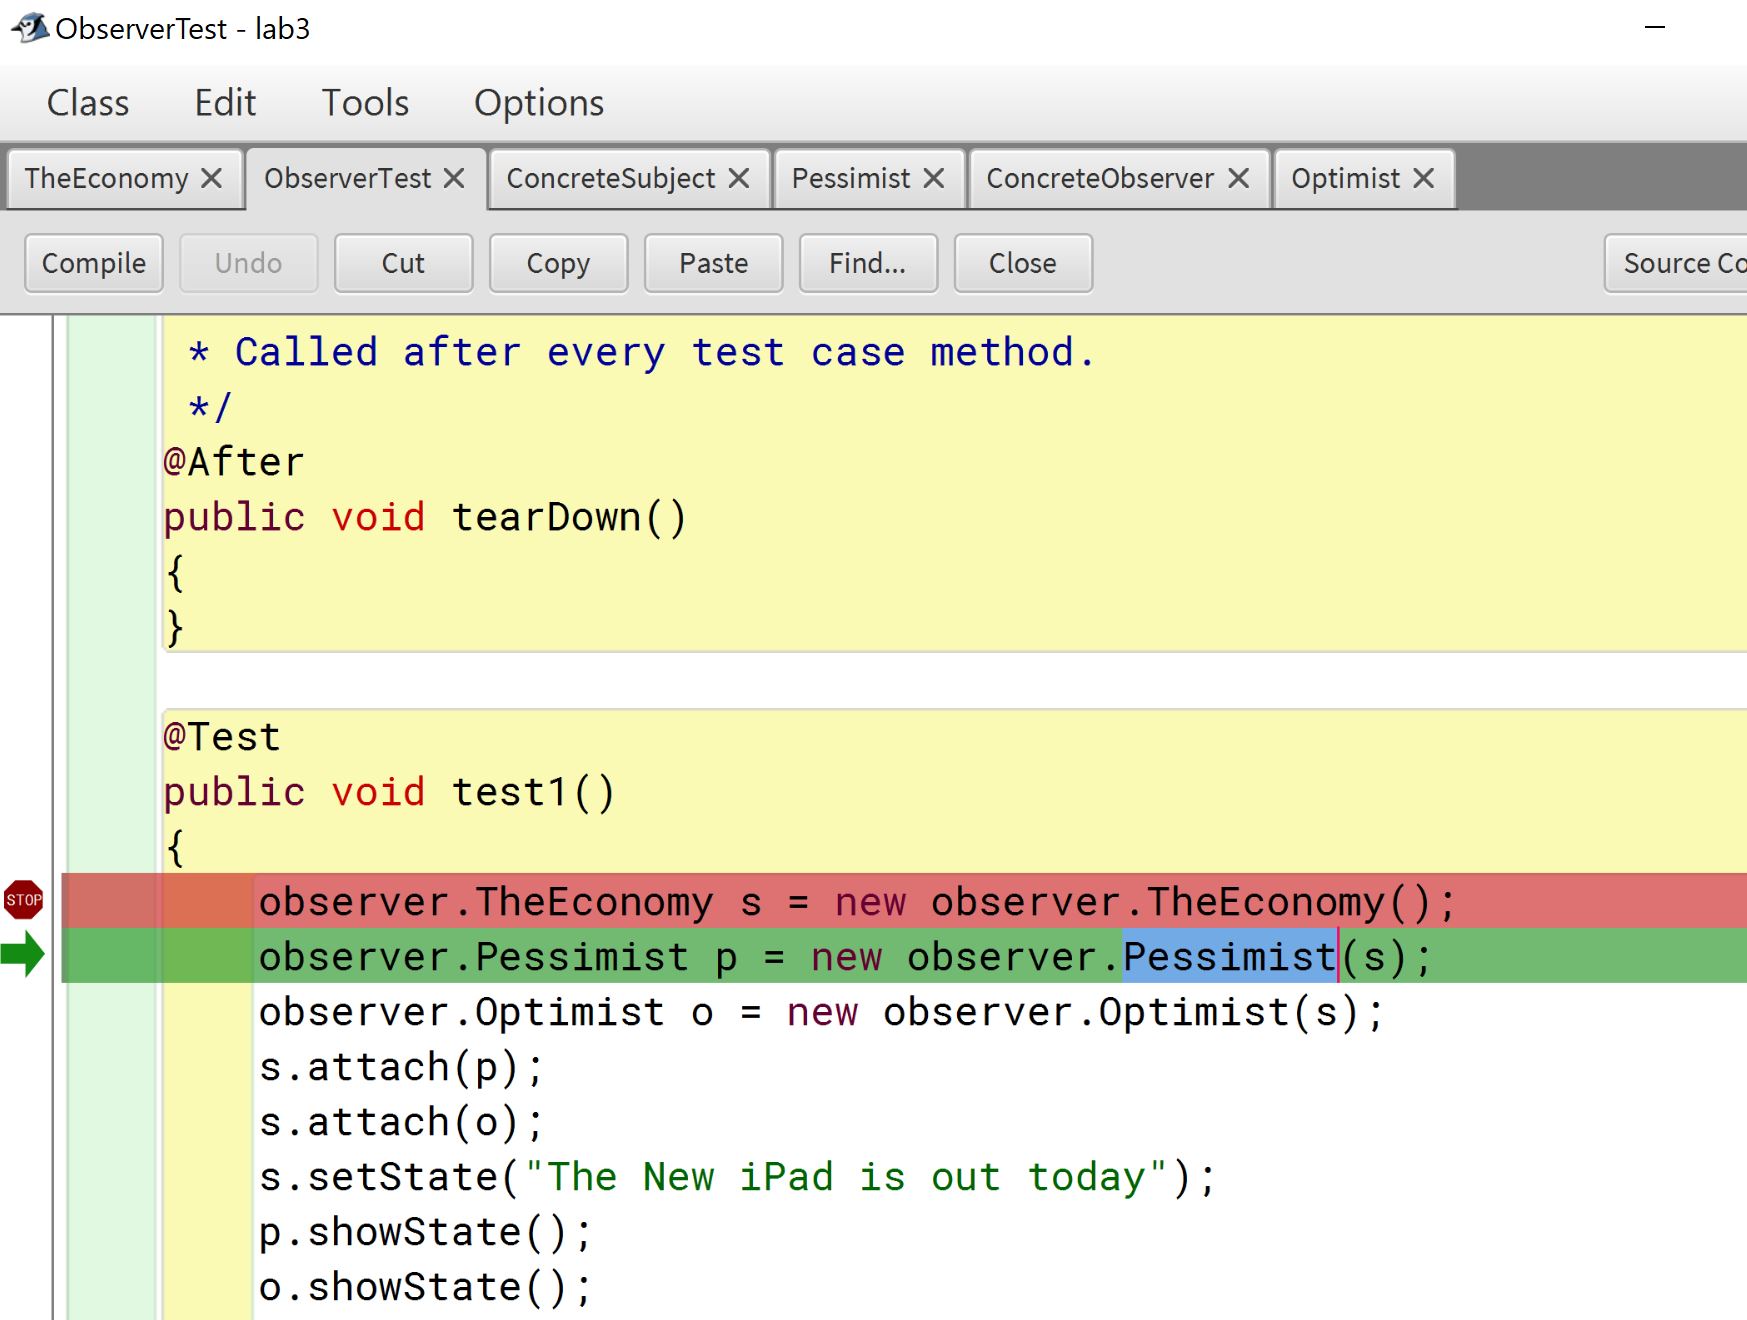 ObserverTest - lab3
Class Edit Tools Options
TheEconomy ObserverTest ConcreteSubject Pessimist ConcreteObserver Optimist
Compile Undo Cut Copy Paste Find... Close Source Co
* Called after every test case method.
*/
@After
public void tearDown()
{
}
@Test
public void test1()
{
STOP observer.TheEconomy s = new observer.TheEconomy();
observer.Pessimist p = new observer.Pessimist(s);
observer.Optimist o = new observer.Optimist(s);
s.attach(p);
s.attach(o);
s.setState("The New iPad is out today");
p.showState();
o.showState();